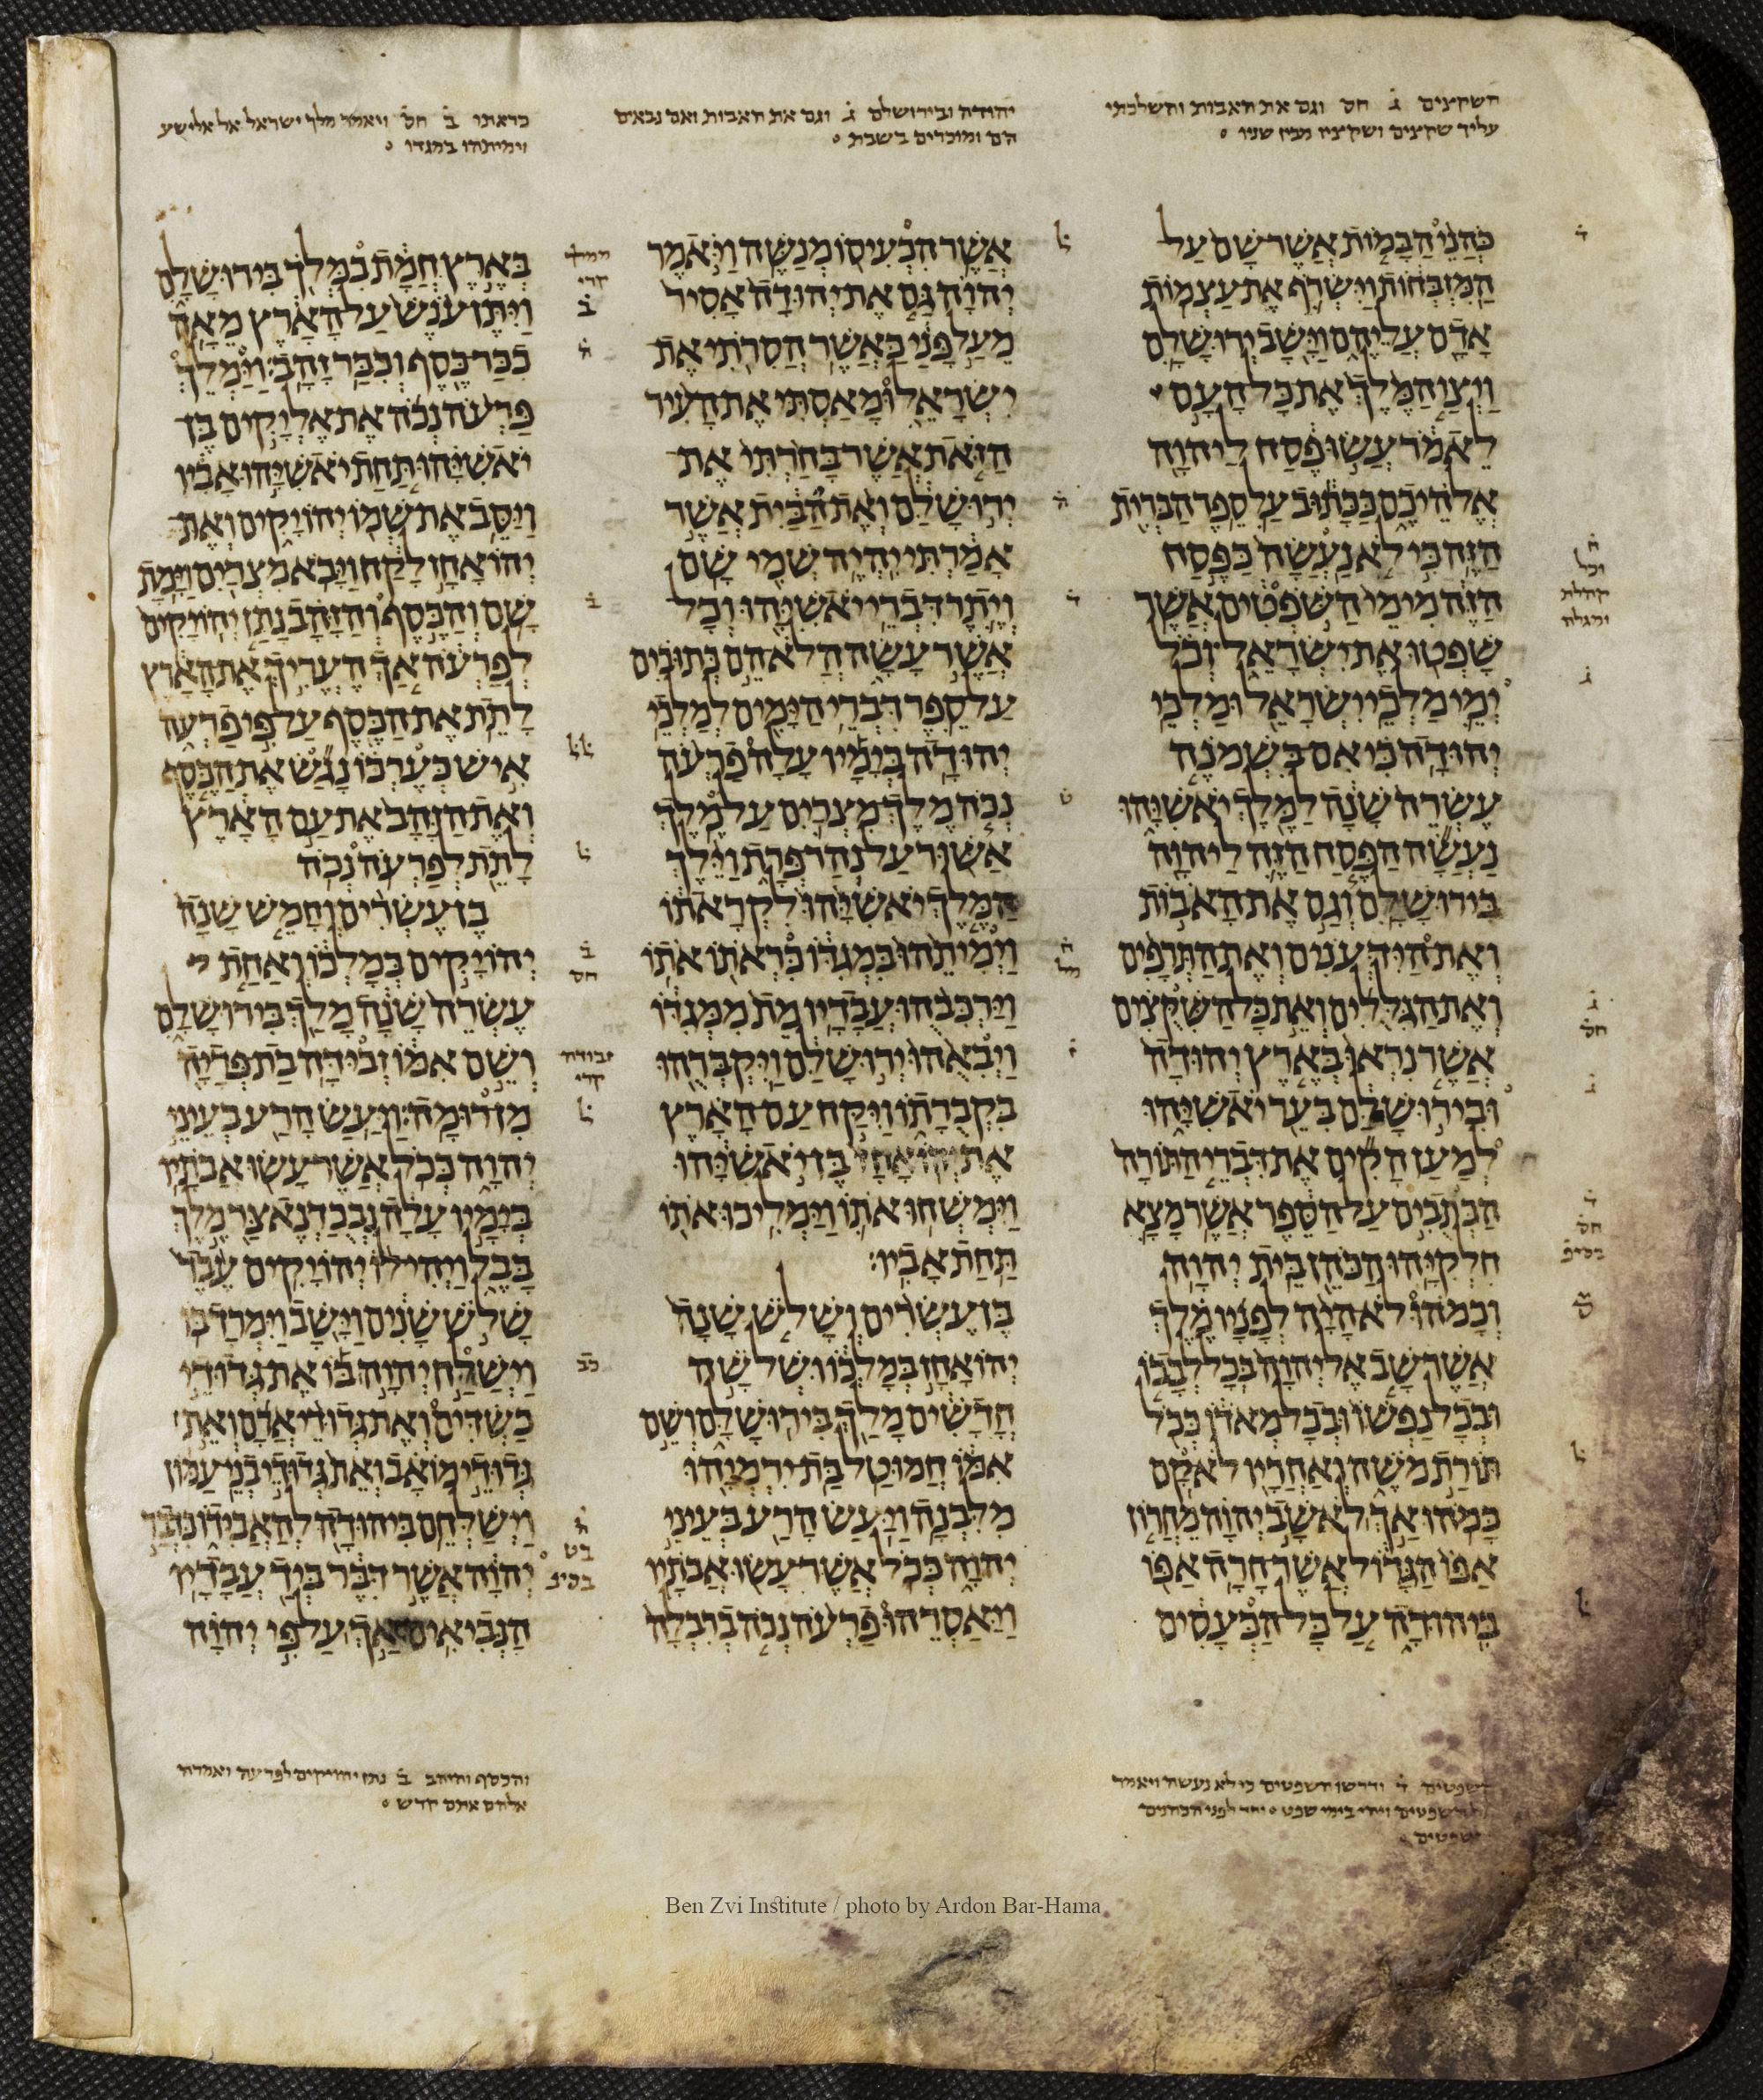 השקצים ג חס וגם את האבות והשלכתי
עליך שקצים ושקוציו מבין שניו
יהודה ובירושלם ג וגם את האבות ואם נבאים
הם ומוכרים בשבת
כראתו ב חס ויאמר מלך ישראל אל אלישע
וימיתהו במגדו
כהני הבמות אשר שם על
המזבחות וישרף את עצמות
אדם עליהם וישב ירושלם
ויצו המלך את כל העם
לאמר עשו פסח ליהוה
אלהיכם ככתוב על ספר הברית
הזה כי לא נעשה כפסח
הזה מימי השפטים אשר
שפטו את ישראל וכל
ימי מלכי ישראל ומלכי
יהודה כי אם בשמנה
עשרה שנה למלך יאשיהו
נעשה הפסח הזה ליהוה
בירושלם וגם את האבות
ואת הידענים ואת התרפים
ואת הגללים ואת כל השקצים
אשר נראו בארץ יהודה
ובירושלם בער יאשיהו
למען הקים את דברי התורה
הכתבים על הספר אשר מצא
חלקיהו הכהן בית יהוה
וכמהו לא היה לפניו מלך
אשר שב אל יהוה בכל לבבו
ובכל נפשו ובכל מאדו ככל
תורת משה ואחריו לא קם
כמהו אך לא שב יהוה מחרון
אפו הגדול אשר חרה אפו
ביהודה על כל הכעסים
אשר הכעיסו מנשה ויאמר
יהוה גם את יהודה אסיר
מעל פני כאשר הסרתי את
ישראל ומאסתי את העיר
הזאת אשר בחרתי את
ירושלם ואת הבית אשר
אמרתי יהיה שמי שם
ויתר דברי יאשיהו וכל
אשר עשה הלא הם כתובים
על ספר דברי הימים למלכי
יהודה בימיו עלה פרעה
נכה מלך מצרים על מלך
אשור על נהר פרת וילך
המלך יאשיהו לקראתו
וימיתהו במגדו כראתו אתו
וירכבהו עבדיו מת ממגדו
ויבאהו ירושלם ויקברהו
בקברתו ויקח עם הארץ
את יהואחז בן יאשיהו
וימשחו אתו וימליכו אתו
תחת אביו
בן עשרים ושלש שנה
יהואחז במלכו ושלשה
חדשים מלך בירושלם ושם
אמו חמוטל בת ירמיהו
מלבנה ויעש הרע בעיני
יהוה ככל אשר עשו אבתיו
ויאסרהו פרעה נכה ברבלה
בארץ חמת במלך בירושלם
ויתן ענש על הארץ מאה
ככר כסף וככר זהב וימלך
פרעה נכה את אליקים בן
יאשיהו תחת יאשיהו אביו
ויסב את שמו יהויקים ואת
יהואחז לקח ויבא מצרים וימת
שם והכסף והזהב נתן יהויקים
לפרעה אך העריך את הארץ
לתת את הכסף על פי פרעה
איש כערכו נגש את הכסף
ואת הזהב את עם הארץ
לתת לפרעה נכה
בן עשרים וחמש שנה
יהויקים במלכו ואחת
עשרה שנה מלך בירושלם
ושם אמו זבידה בת פדיה
מן רומה ויעש הרע בעיני
יהוה ככל אשר עשו אבתיו
בימיו עלה נבכדנאצר מלך
בבל ויהי לו יהויקים עבד
שלש שנים וישב וימרד בו
וישלח יהוה בו את גדודי
כשדים ואת גדודי ארם ואת
גדודי מואב ואת גדודי בני עמון
וישלחם ביהודה להאבידו כדבר
יהוה אשר דבר ביד עבדיו
הנביאים אך על פי יהוה
השפטים ד ודרשו השפטים כי לא נעשה ויאמר
השפטים ויהי בימי שפט וחד לפני הכהנים
והכסף והזהב ב נתן יהויקים לפרעה ואמרה
אלהם אתם קדש
Ben Zvi Institute / photo by Ardon Bar-Hama